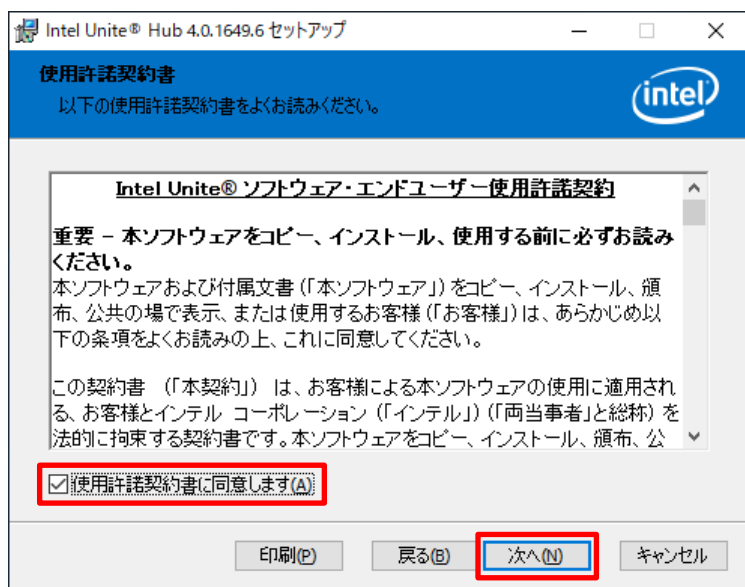 Intel Unite® Hub 4.0.1649.6 セットアップ
使用許諾契約書
以下の使用許諾契約書をよくお読みください。
intel
Intel Unite® ソフトウェア・エンドユーザー使用許諾契約
重要 – 本ソフトウェアをコピー、インストール、使用する前に必ずお読み
ください。
本ソフトウェアおよび付属文書 (「本ソフトウェア」) をコピー、インストール、頒
布、公共の場で表示、または使用するお客様 (「お客様」) は、あらかじめ以
下の条項をよくお読みの上、これに同意してください。
この契約書 (「本契約」) は、お客様による本ソフトウェアの使用に適用され
る、お客様とインテル コーポレーション (「インテル」) (「両当事者」と総称) を
法的に拘束する契約書です。本ソフトウェアをコピー、インストール、頒布、公
使用許諾契約書に同意します(A)
印刷(P) 戻る(B) 次へ(N) キャンセル